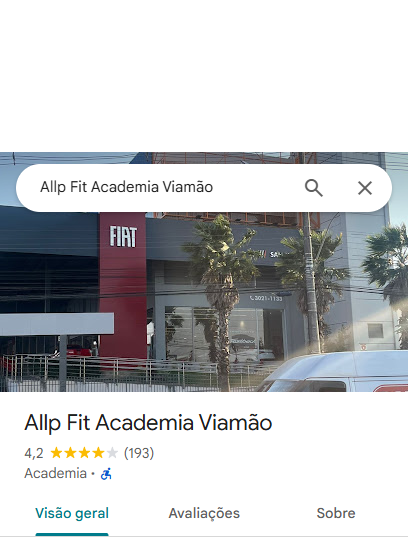 Allp Fit Academia Viamão
FIAT
3021-1133
Allp Fit Academia Viamão
4,2 (193)
Academia ·
Visão geral
Avaliações
Sobre